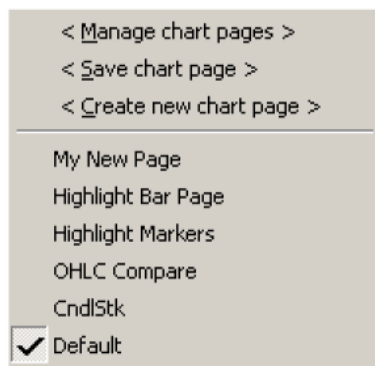 < Manage chart pages >
< Save chart page >
< Create new chart page >
My New Page
Highlight Bar Page
Highlight Markers
OHLC Compare
CndlStk
Default